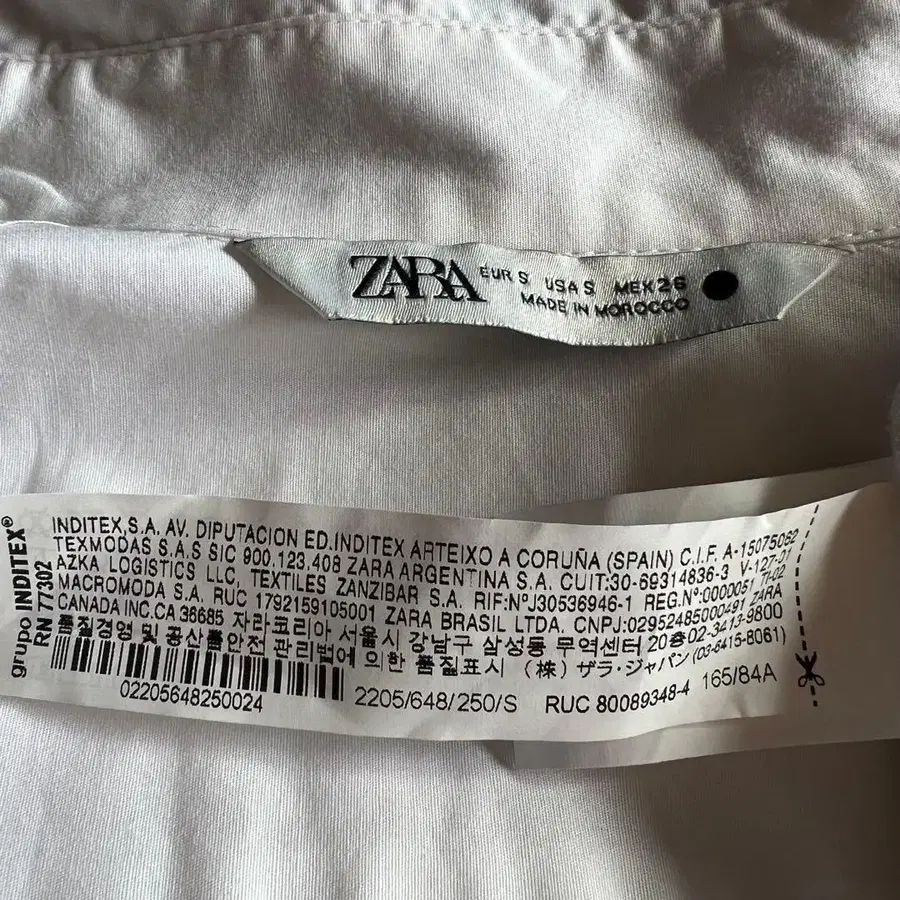 ZARA EUR S USA S MEX 26
MADE IN MOROCCO
grupo INDITEX®
RN 77302
INDITEX,S.A. AV. DIPUTACION ED.INDITEX ARTEIXO A CORUÑA (SPAIN) C.I.F. A-15075062
TEXMODAS S.A.S SIC 900.123.408 ZARA ARGENTINA S.A. CUIT:30-69314836-3 V-127-01
AZKA LOGISTICS LLC, TEXTILES ZANZIBAR S.A. RIF:NºJ30536946-1 REG.Nº:0000051 TI-02
MACROMODA S.A. RUC 1792159105001 ZARA BRASIL LTDA. CNPJ:02952485000491 ZARA
CANADA INC.CA 36685 자라코리아 서울시 강남구 삼성동 무역센터 20층 02-3413-9800
품질경영 및 공산품안전 관리법에 의한 품질표시 (株) ザラ・ジャパン (03-6415-8061)
02205648250024 2205/648/250/S RUC 80089348-4 165/84A